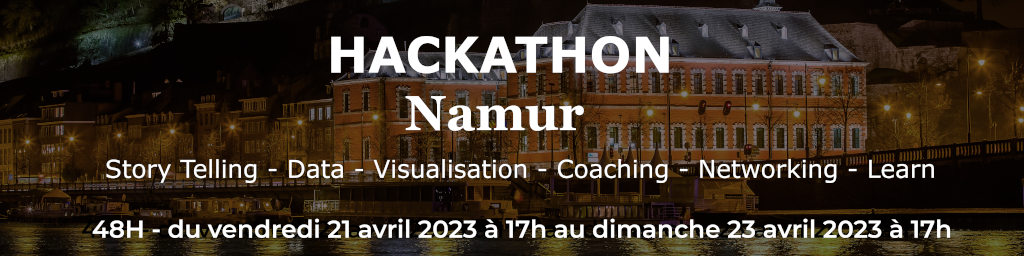 HACKATHON
Namur
Story Telling - Data - Visualisation - Coaching - Networking - Learn
48H - du vendredi 21 avril 2023 à 17h au dimanche 23 avril 2023 à 17h